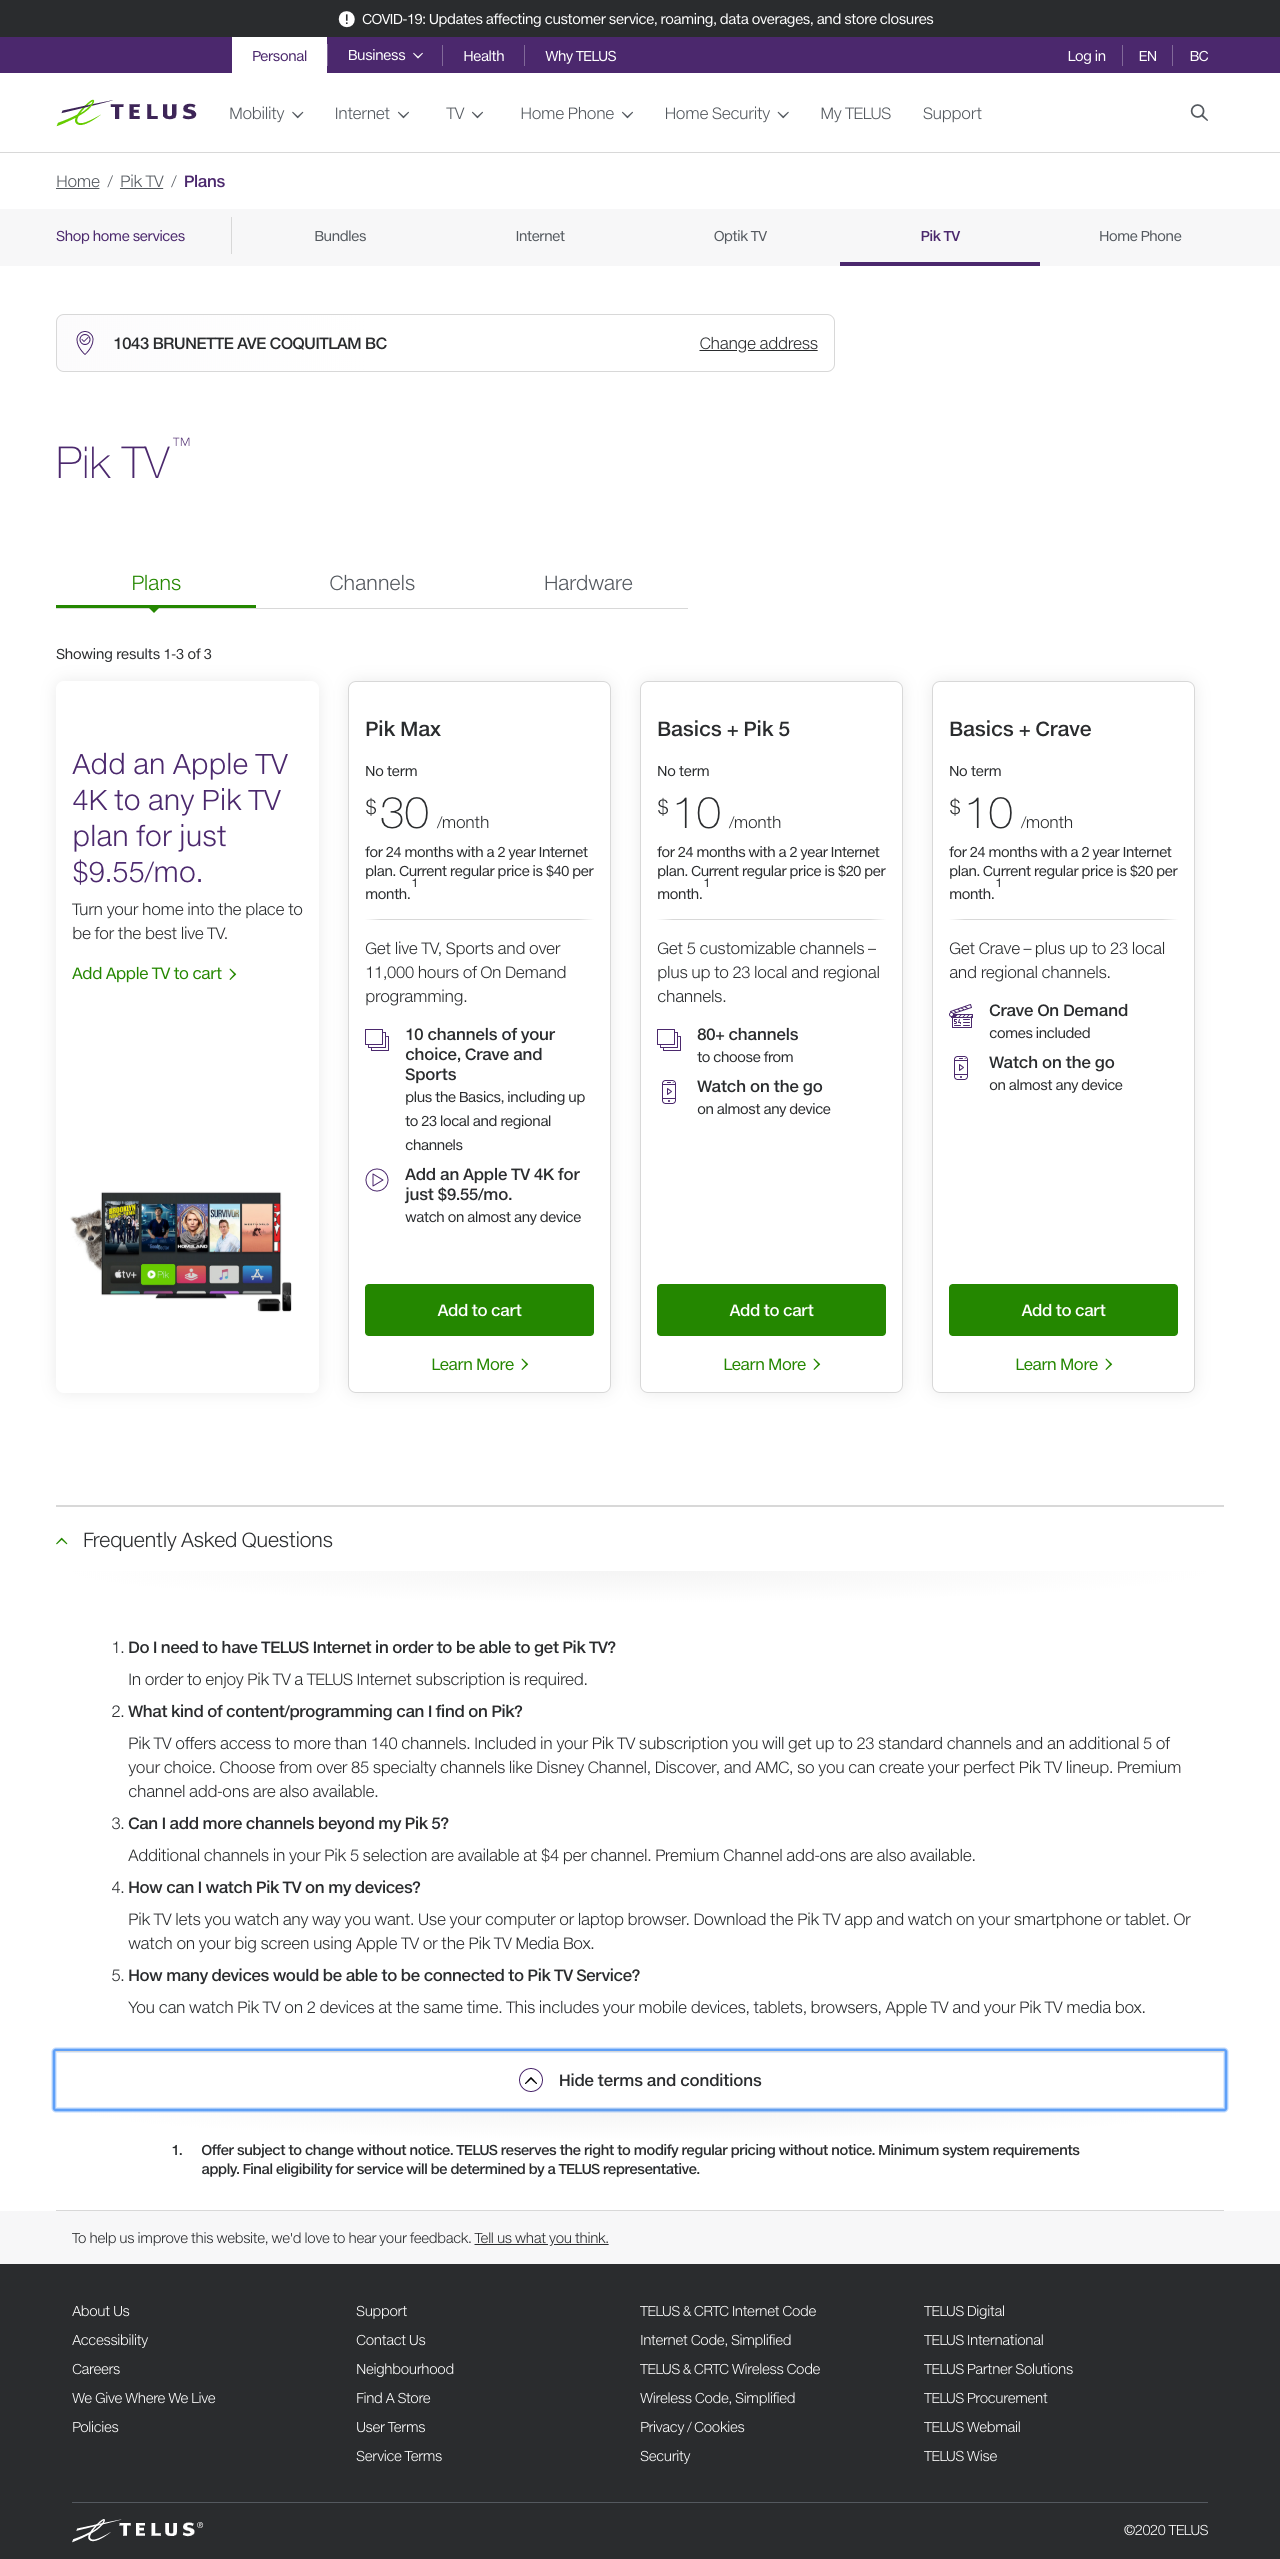 COVID-19: Updates affecting customer service, roaming, data overages, and store closures
Personal Business Health Why TELUS Log in EN BC
TELUS Mobility Internet TV Home Phone Home Security My TELUS Support
Home / Pik TV / Plans
Shop home services Bundles Internet Optik TV Pik TV Home Phone
1043 BRUNETTE AVE COQUITLAM BC Change address
Pik TV™
Plans Channels Hardware
Showing results 1-3 of 3
Add an Apple TV
4K to any Pik TV
plan for just
$9.55/mo.
Turn your home into the place to
be for the best live TV.
Add Apple TV to cart
BROOKLYN
HOMELAND
SURVIVOR
tv+
Pik
Pik Max
No term
$30 /month
for 24 months with a 2 year Internet
plan. Current regular price is $40 per
month.1
Get live TV, Sports and over
11,000 hours of On Demand
programming.
10 channels of your
choice, Crave and
Sports
plus the Basics, including up
to 23 local and regional
channels
Add an Apple TV 4K for
just $9.55/mo.
watch on almost any device
Add to cart
Learn More
Basics + Pik 5
No term
$10 /month
for 24 months with a 2 year Internet
plan. Current regular price is $20 per
month.1
Get 5 customizable channels –
plus up to 23 local and regional
channels.
80+ channels
to choose from
Watch on the go
on almost any device
Add to cart
Learn More
Basics + Crave
No term
$10 /month
for 24 months with a 2 year Internet
plan. Current regular price is $20 per
month.1
Get Crave – plus up to 23 local
and regional channels.
Crave On Demand
comes included
Watch on the go
on almost any device
Add to cart
Learn More
Frequently Asked Questions
1. Do I need to have TELUS Internet in order to be able to get Pik TV?
In order to enjoy Pik TV a TELUS Internet subscription is required.
2. What kind of content/programming can I find on Pik?
Pik TV offers access to more than 140 channels. Included in your Pik TV subscription you will get up to 23 standard channels and an additional 5 of
your choice. Choose from over 85 specialty channels like Disney Channel, Discover, and AMC, so you can create your perfect Pik TV lineup. Premium
channel add-ons are also available.
3. Can I add more channels beyond my Pik 5?
Additional channels in your Pik 5 selection are available at $4 per channel. Premium Channel add-ons are also available.
4. How can I watch Pik TV on my devices?
Pik TV lets you watch any way you want. Use your computer or laptop browser. Download the Pik TV app and watch on your smartphone or tablet. Or
watch on your big screen using Apple TV or the Pik TV Media Box.
5. How many devices would be able to be connected to Pik TV Service?
You can watch Pik TV on 2 devices at the same time. This includes your mobile devices, tablets, browsers, Apple TV and your Pik TV media box.
Hide terms and conditions
1. Offer subject to change without notice. TELUS reserves the right to modify regular pricing without notice. Minimum system requirements
apply. Final eligibility for service will be determined by a TELUS representative.
To help us improve this website, we'd love to hear your feedback. Tell us what you think.
About Us Support TELUS & CRTC Internet Code TELUS Digital
Accessibility Contact Us Internet Code, Simplified TELUS International
Careers Neighbourhood TELUS & CRTC Wireless Code TELUS Partner Solutions
We Give Where We Live Find A Store Wireless Code, Simplified TELUS Procurement
Policies User Terms Privacy / Cookies TELUS Webmail
Service Terms Security TELUS Wise
TELUS® ©2020 TELUS